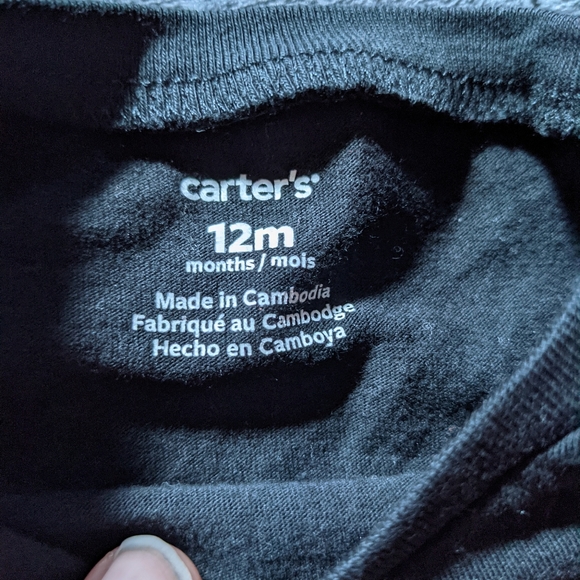 carter's
12m
months / mois
Made in Cambodia
Fabriqué au Cambodge
Hecho en Camboya